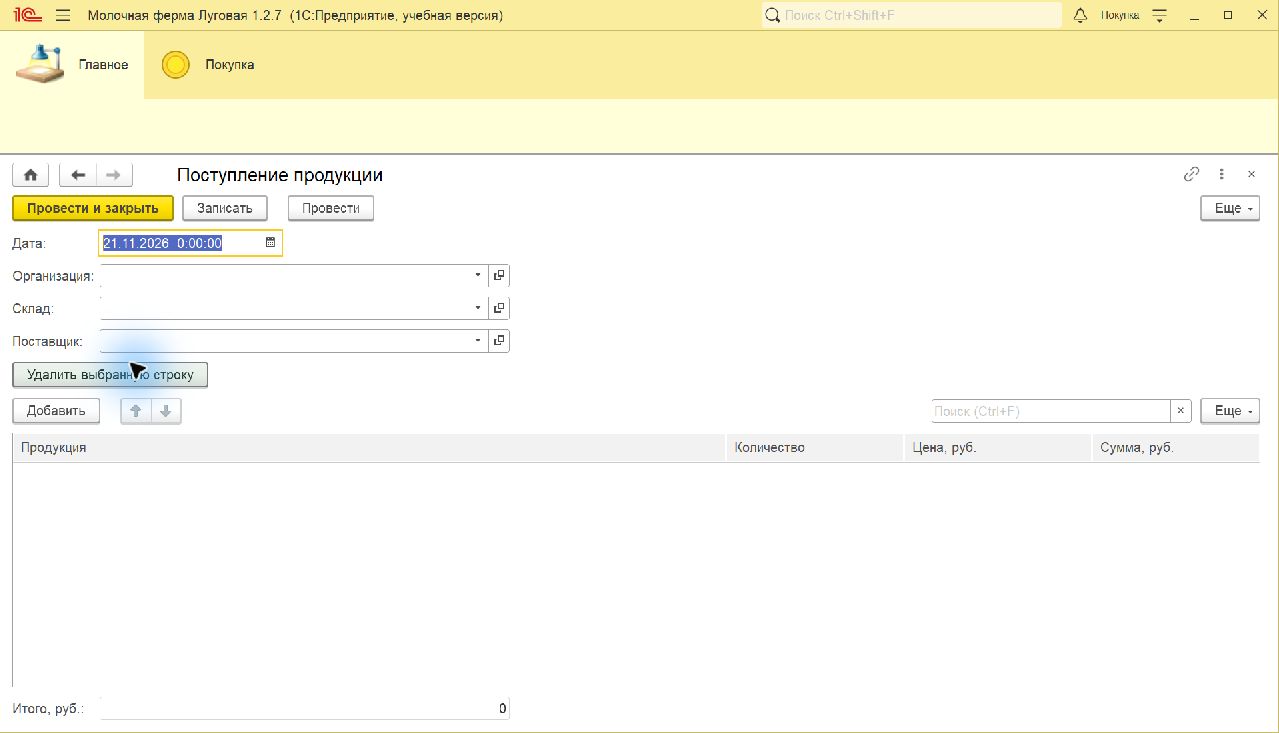 1С Молочная ферма Луговая 1.2.7 (1С:Предприятие, учебная версия) Поиск Ctrl+Shift+F Покупка
Главное Покупка
Поступление продукции
Провести и закрыть Записать Провести Еще
Дата: 21.11.2026 0:00:00
Организация:
Склад:
Поставщик:
Удалить выбранную строку
Добавить Поиск (Ctrl+F) × Еще
Продукция Количество Цена, руб. Сумма, руб.
Итого, руб.: 0